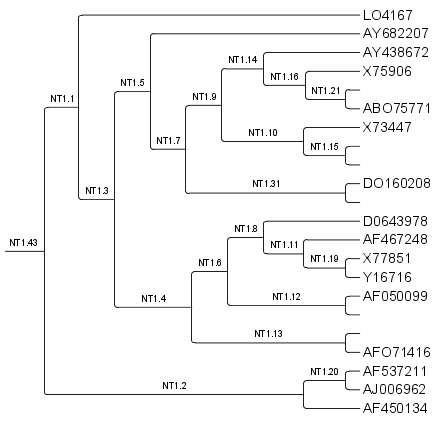 LO4167
AY682207
AY438672
NT1.14
X75906
NT1.16
NT1.5
NT1.21
NT1.1
NT1.9
ABO75771
X73447
NT1.10
NT1.7
NT1.15
DO160208
NT1.31
NT1.3
D0643978
NT1.8
AF467248
NT1.43
NT1.11
X77851
NT1.6
NT1.19
Y16716
AF050099
NT1.4
NT1.12
NT1.13
AFO71416
AF537211
NT1.20
NT1.2
AJ006962
AF450134